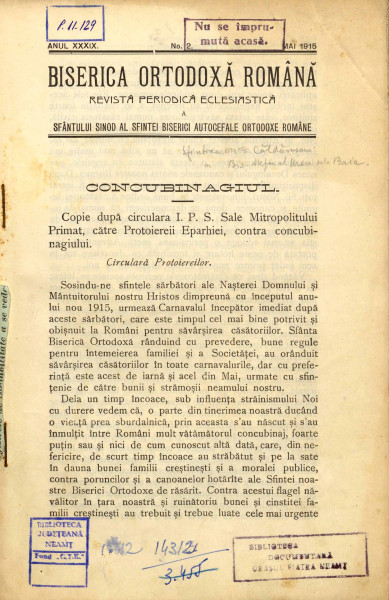 P. 11.129
Nu se împru-
mută acasă.
ANUL XXXIX.
No. 2.
MAI 1915
BISERICA ORTODOXĂ ROMÂNĂ
REVISTĂ PERIODICĂ ECLESIASTICĂ
A
SFÂNTULUI SINOD AL SFINTEI BISERICI AUTOCEFALE ORTODOXE ROMÂNE
CONCUBINAGIUL.
Copie după circulara I. P. S. Sale Mitropolitului
Primat, către Protoiereii Eparhiei, contra concubi-
nagiului.
Circulară Protoiereilor.
Sosindu-ne sfintele sărbători ale Nașterei Domnului și
Mântuitorului nostru Hristos dimpreună cu începutul anu-
lui nou 1915, urmează Carnavalul începător imediat după
aceste sărbători, care este timpul cel mai bine potrivit și
obișnuit la Români pentru săvârșirea căsătoriilor. Sfânta
Biserică Ortodoxă rânduind cu prevedere, bune regule
pentru întemeierea familiei și a Societăței, au orânduit
săvârșirea căsătoriilor în toate carnavalurile, dar cu prefe-
rință este acest de iarnă și acel din Mai, urmate cu sfin-
țenie de către bunii și strămoșii neamului nostru.
Dela un timp încoace, sub influența străinismului Noi
cu durere vedem că, o parte din tinerimea noastră ducând
o vieață prea sburdalnică, prin aceasta s'au născut și s'au
înmulțit între Români mult vătămătorul concubinaj, foarte
puțin sau și nici de cum cunoscut altă dată, care, din ne-
fericire, de scurt timp încoace au străbătut și pe la sate
în dauna bunei familii creștinești și a moralei publice,
contra poruncilor și a canoanelor hotărîte ale Sfintei noa-
stre Biserici Ortodoxe de răsărit. Contra acestui flagel nă-
vălitor în țara noastră și ruinătoriu bunei și cinstitei fa-
milii creștinești au trebuit și trebue luate cele mai urgente
BIBLIOTECA
JUDEȚEANĂ
NEAMȚ
Fond „G.T.K."
143/21
3.455
BIBLIOTECA
DOCUMENTARĂ
ORAȘUL PIATRA NEAMȚ